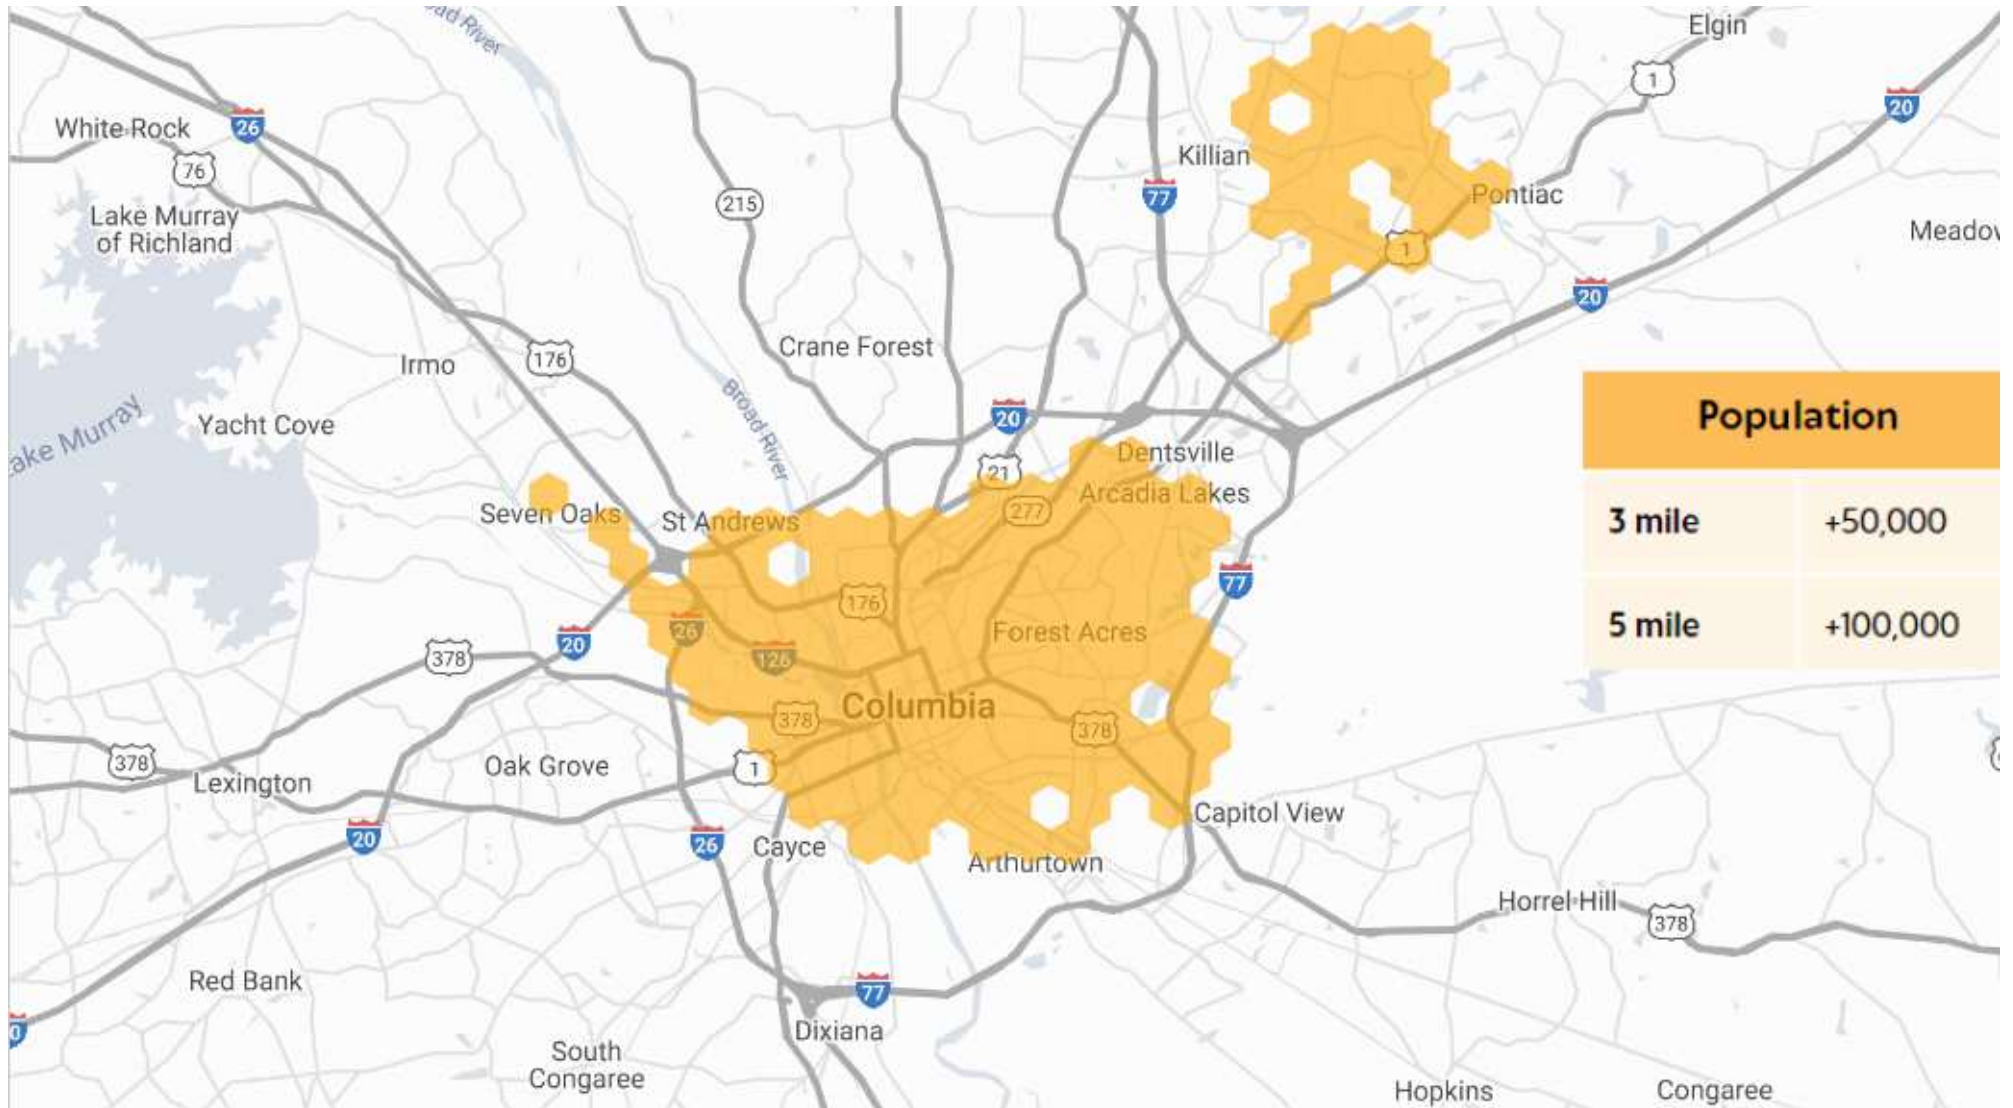 oad River
Elgin
1
20
White Rock
26
76
Killian
77
215
Pontiac
Lake Murray
of Richland
Meadow
1
20
Crane Forest
Irmo
176
Broad River
Population
Yacht Cove
ake Murray
20
Dentsville
21
Arcadia Lakes
Seven Oaks
St Andrews
277
3 mile
+50,000
77
176
5 mile
+100,000
26
Forest Acres
20
378
126
Columbia
378
378
378
Oak Grove
1
Lexington
Capitol View
20
26
Cayce
Arthurtown
Horrel Hill
378
Red Bank
77
0
Dixiana
South
Congaree
Hopkins
Congaree